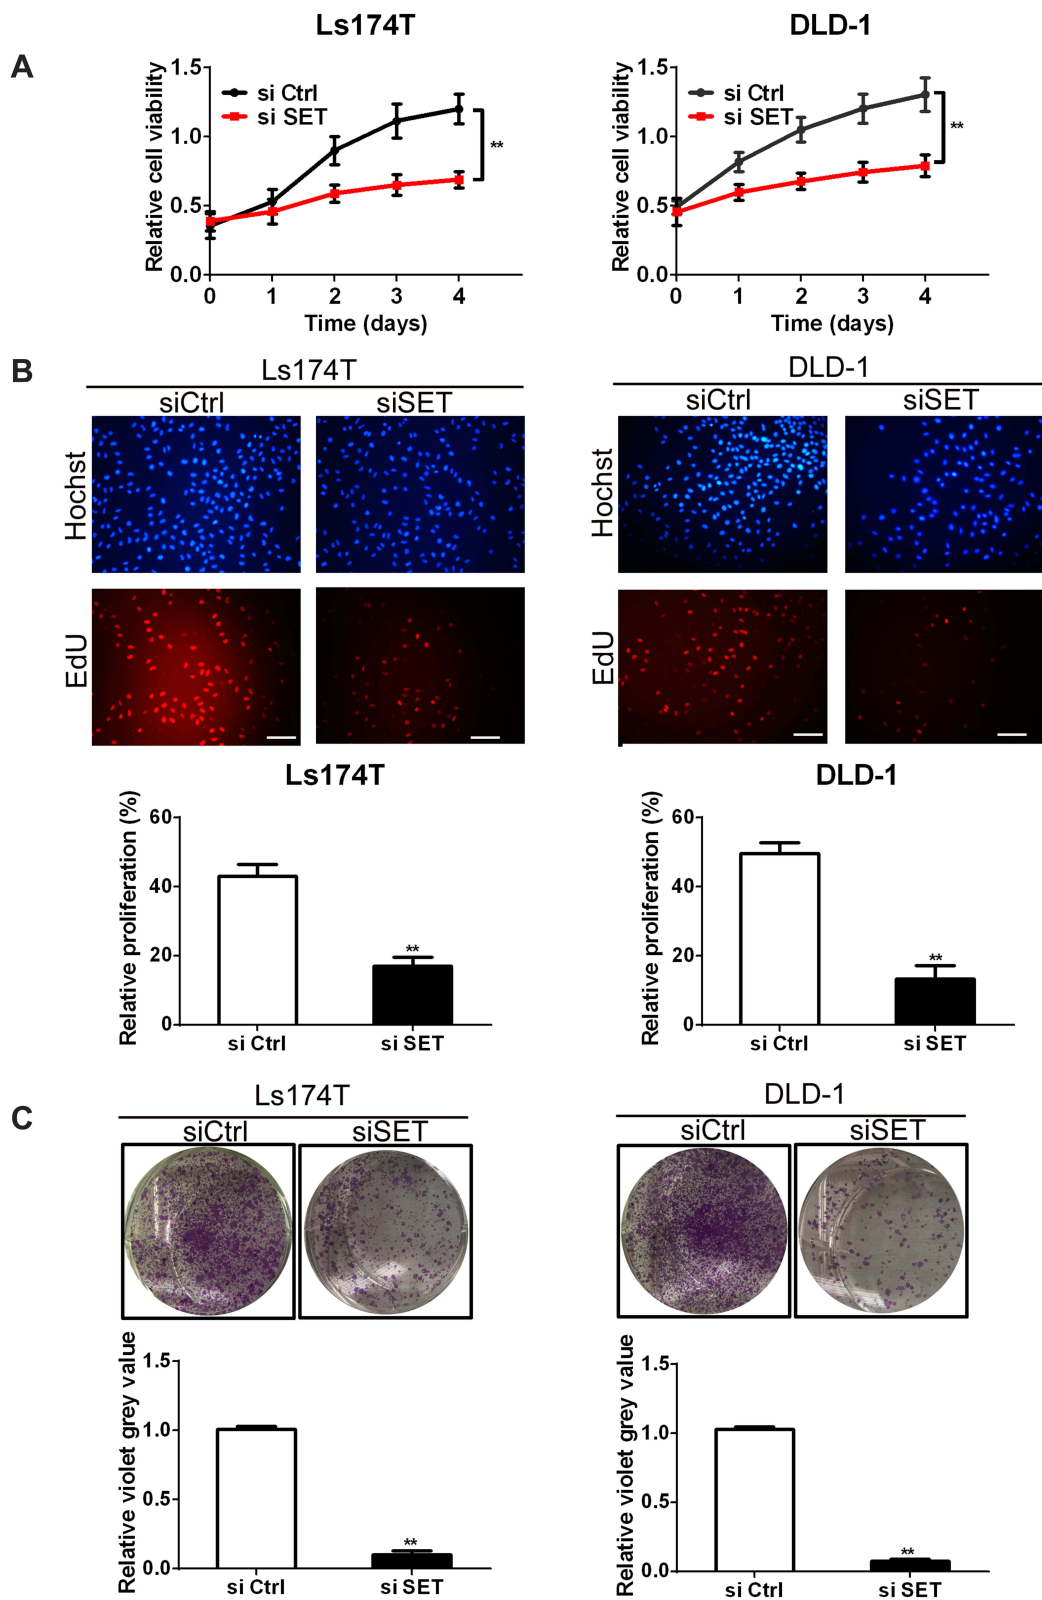 Ls174T
DLD-1
A
Relative cell viability
1.5
1.0
0.5
0.0
si Ctrl
si SET
**
0 1 2 3 4
Time (days)
Relative cell viability
1.5
1.0
0.5
0.0
si Ctrl
si SET
**
0 1 2 3 4
Time (days)
B
Ls174T
DLD-1
siCtrl
siSET
siCtrl
siSET
Hochst
Hochst
EdU
EdU
Ls174T
DLD-1
Relative proliferation (%)
60
40
20
0
**
si Ctrl
si SET
Relative proliferation (%)
60
40
20
0
**
si Ctrl
si SET
C
Ls174T
DLD-1
siCtrl
siSET
siCtrl
siSET
Relative violet grey value
1.5
1.0
0.5
0.0
**
si Ctrl
si SET
Relative violet grey value
1.5
1.0
0.5
0.0
**
si Ctrl
si SET